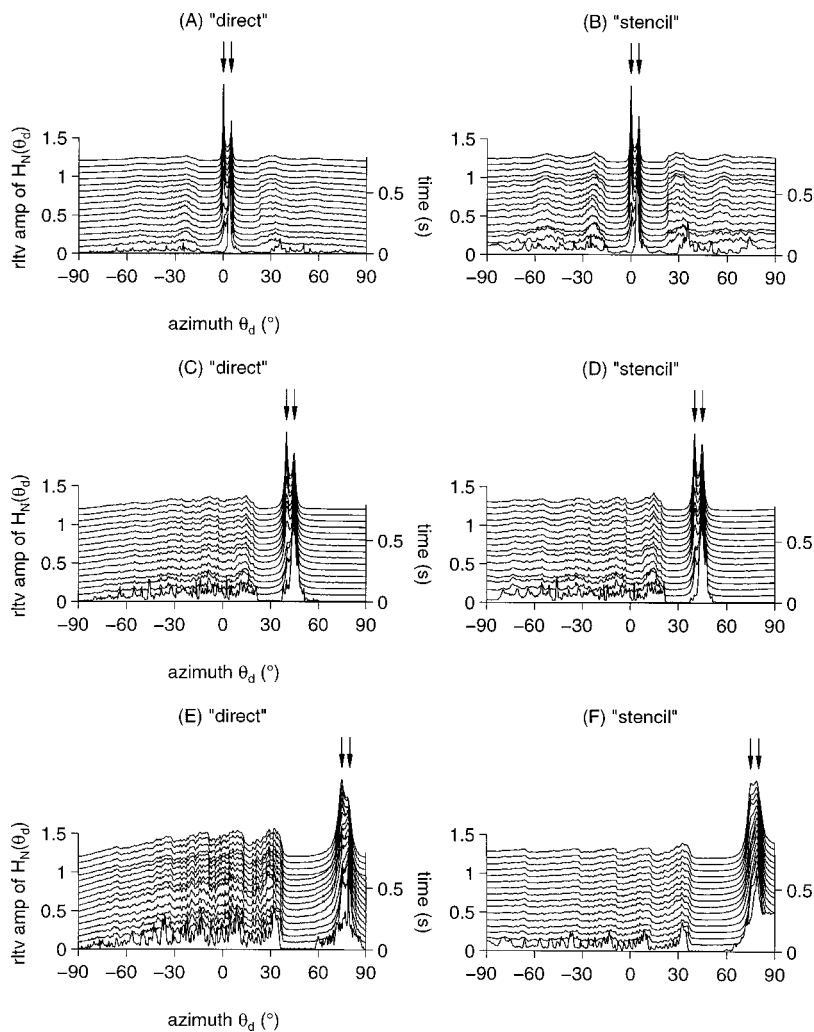 (A) "direct"
(B) "stencil"
rltv amp of H_N(θ_d)
1.5
1
0.5
0
time (s)
0.5
0
1.5
1
0.5
0
time (s)
0.5
0
−90 −60 −30 0 30 60 90
−90 −60 −30 0 30 60 90
azimuth θ_d (°)
(C) "direct"
(D) "stencil"
rltv amp of H_N(θ_d)
1.5
1
0.5
0
time (s)
0.5
0
1.5
1
0.5
0
time (s)
0.5
0
−90 −60 −30 0 30 60 90
−90 −60 −30 0 30 60 90
azimuth θ_d (°)
(E) "direct"
(F) "stencil"
rltv amp of H_N(θ_d)
1.5
1
0.5
0
time (s)
0.5
0
1.5
1
0.5
0
0.5
0
−90 −60 −30 0 30 60 90
−90 −60 −30 0 30 60 90
azimuth θ_d (°)